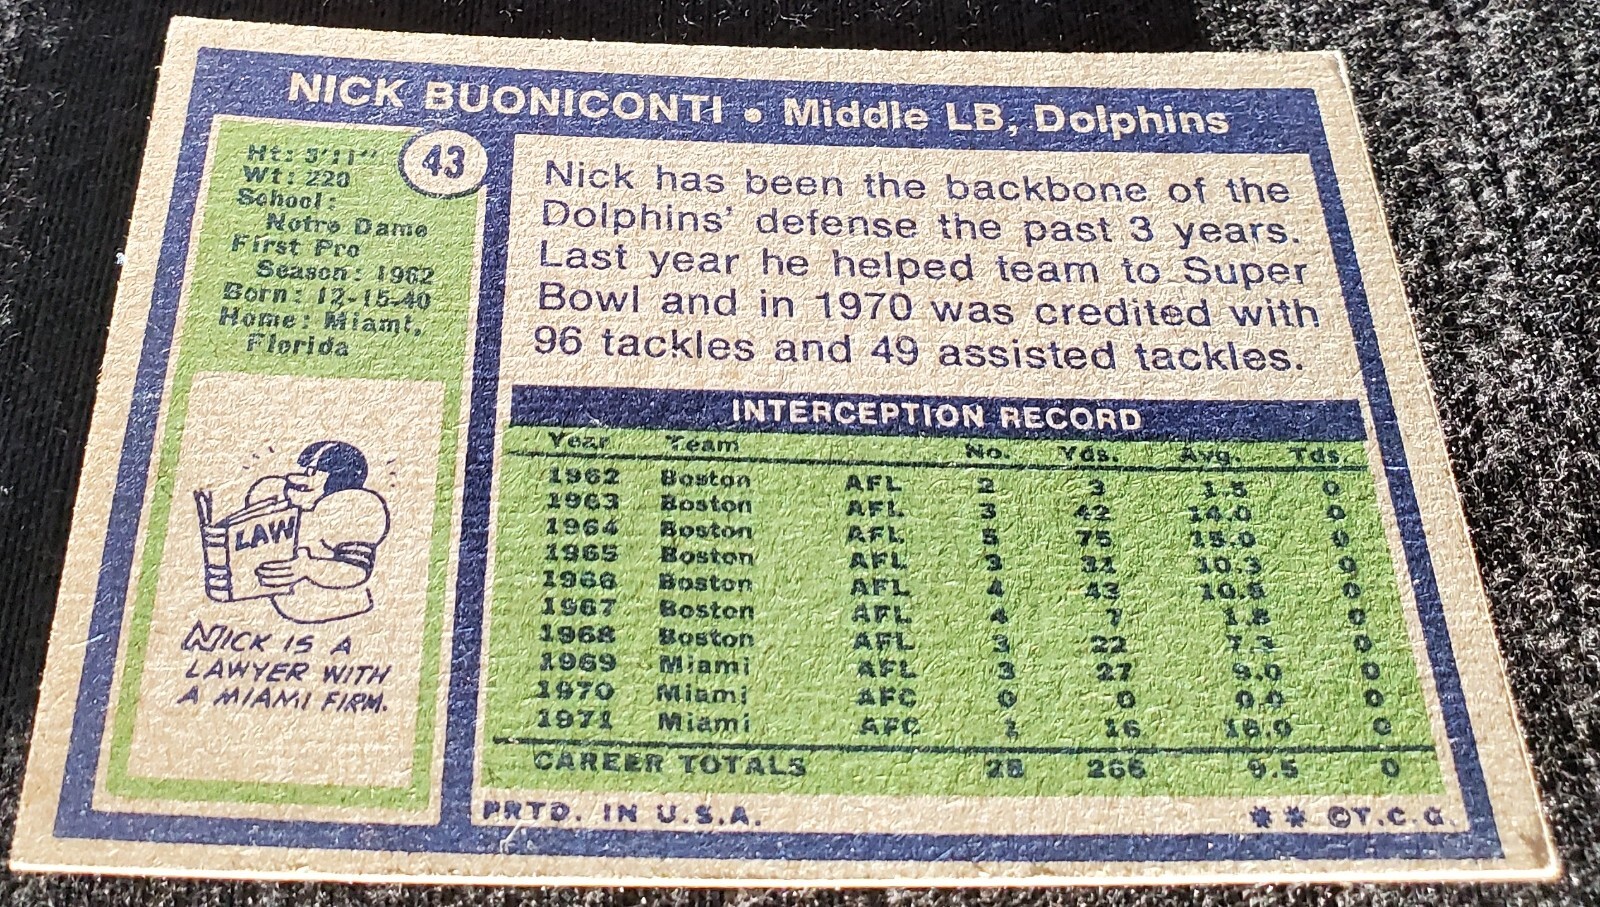 NICK BUONICONTI • Middle LB, Dolphins
43
Ht: 5'11"
Wt: 220
School:
Notre Dame
First Pro
Season: 1962
Born: 12-15-40
Home: Miami,
Florida
LAW
NICK IS A
LAWYER WITH
A MIAMI FIRM.
Nick has been the backbone of the
Dolphins' defense the past 3 years.
Last year he helped team to Super
Bowl and in 1970 was credited with
96 tackles and 49 assisted tackles.
INTERCEPTION RECORD
Year Team No. Yds. Avg. Tds.
1962 Boston AFL 2 3 1.5 0
1963 Boston AFL 3 42 14.0 0
1964 Boston AFL 5 75 15.0 0
1965 Boston AFL 3 31 10.3 0
1966 Boston AFL 4 43 10.8 0
1967 Boston AFL 4 7 1.8 0
1968 Boston AFL 3 22 7.3 0
1969 Miami AFL 3 27 9.0 0
1970 Miami AFC 0 0 0.0 0
1971 Miami AFC 1 16 16.0 0
CAREER TOTALS 28 266 9.5 0
PRTD. IN U.S.A.
** ©T.C.G.